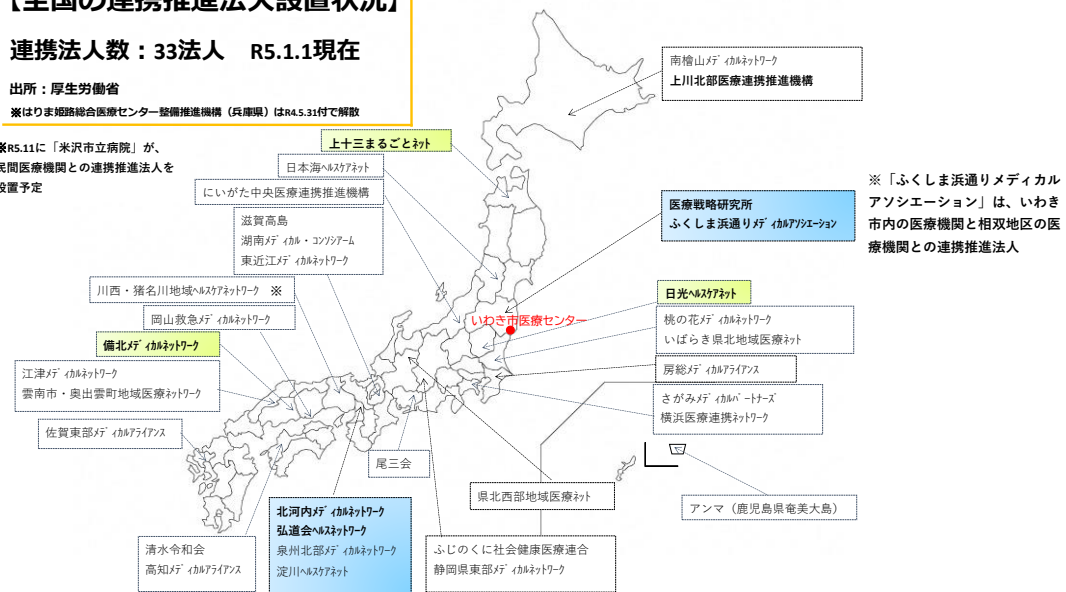 【全国の連携推進法人設置状況】
連携法人数：33法人　R5.1.1現在
出所：厚生労働省
※はりま姫路総合医療センター整備推進機構（兵庫県）はR4.5.31付で解散
※R5.11に「米沢市立病院」が、
民間医療機関との連携推進法人を
設置予定
南檜山ﾒﾃﾞｨｶﾙﾈｯﾄﾜｰｸ
上川北部医療連携推進機構
上十三まるごとﾈｯﾄ
日本海ﾍﾙｽｹｱﾈｯﾄ
にいがた中央医療連携推進機構
滋賀高島
湖南ﾒﾃﾞｨｶﾙ・ｺﾝｿｼｱｰﾑ
東近江ﾒﾃﾞｨｶﾙﾈｯﾄﾜｰｸ
医療戦略研究所
ふくしま浜通りﾒﾃﾞｨｶﾙｱｿｼｴｰｼｮﾝ
※「ふくしま浜通りメディカル
アソシエーション」は、いわき
市内の医療機関と相双地区の医
療機関との連携推進法人
川西・猪名川地域ﾍﾙｽｹｱﾈｯﾄﾜｰｸ　※
岡山救急ﾒﾃﾞｨｶﾙﾈｯﾄﾜｰｸ
備北ﾒﾃﾞｨｶﾙﾈｯﾄﾜｰｸ
いわき市医療センター
日光ﾍﾙｽｹｱﾈｯﾄ
桃の花ﾒﾃﾞｨｶﾙﾈｯﾄﾜｰｸ
いばらき県北地域医療ﾈｯﾄ
江津ﾒﾃﾞｨｶﾙﾈｯﾄﾜｰｸ
雲南市・奥出雲町地域医療ﾈｯﾄﾜｰｸ
房総ﾒﾃﾞｨｶﾙｱﾗｲｱﾝｽ
さがみﾒﾃﾞｨｶﾙﾊﾟｰﾄﾅｰｽﾞ
横浜医療連携ﾈｯﾄﾜｰｸ
佐賀東部ﾒﾃﾞｨｶﾙｱﾗｲｱﾝｽ
尾三会
県北西部地域医療ﾈｯﾄ
アンマ（鹿児島県奄美大島）
北河内ﾒﾃﾞｨｶﾙﾈｯﾄﾜｰｸ
弘道会ﾍﾙｽﾈｯﾄﾜｰｸ
泉州北部ﾒﾃﾞｨｶﾙﾈｯﾄﾜｰｸ
淀川ﾍﾙｽｹｱﾈｯﾄ
清水令和会
高知ﾒﾃﾞｨｶﾙｱﾗｲｱﾝｽ
ふじのくに社会健康医療連合
静岡県東部ﾒﾃﾞｨｶﾙﾈｯﾄﾜｰｸ